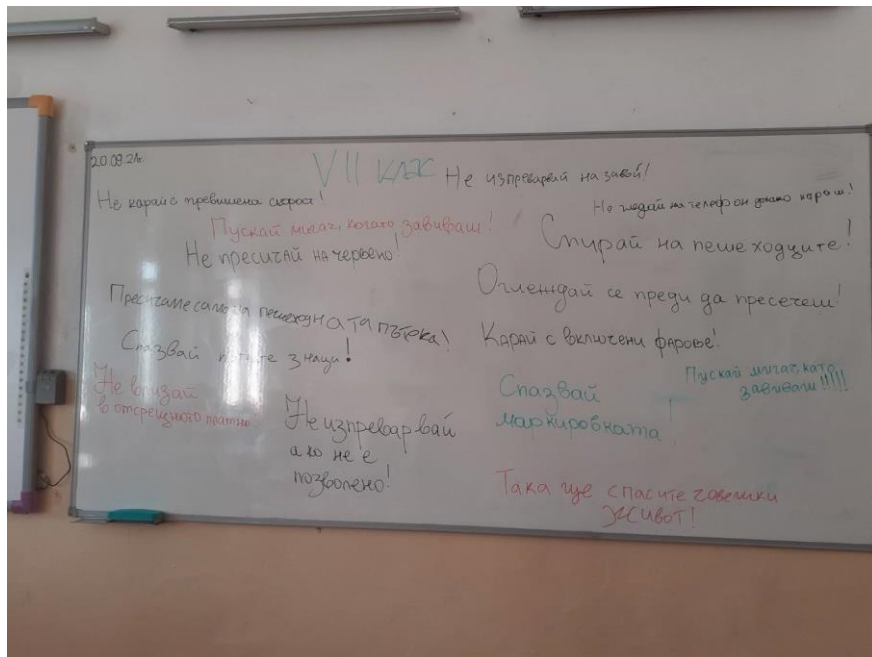 20.09.21г.
VII клас
Не изпреварвай на завой!
Не карай с превишена скорост!
Не гледай на телефон докато караш!
Пускай мигач, когато завиваш!
Спирай на пешеходците!
Не пресичай на червено!
Оглеждай се преди да пресечеш!
Пресичаме само на пешеходната пътека!
Карай с включени фарове!
Спазвай пътните знаци!
Пускай мигач, като
завиваш!!!!!
Не влизай
в отсрещното платно!
Спазвай
маркировката!
Не изпреварвай
ако не е
позволено!
Така ще спасите човешки
живот!